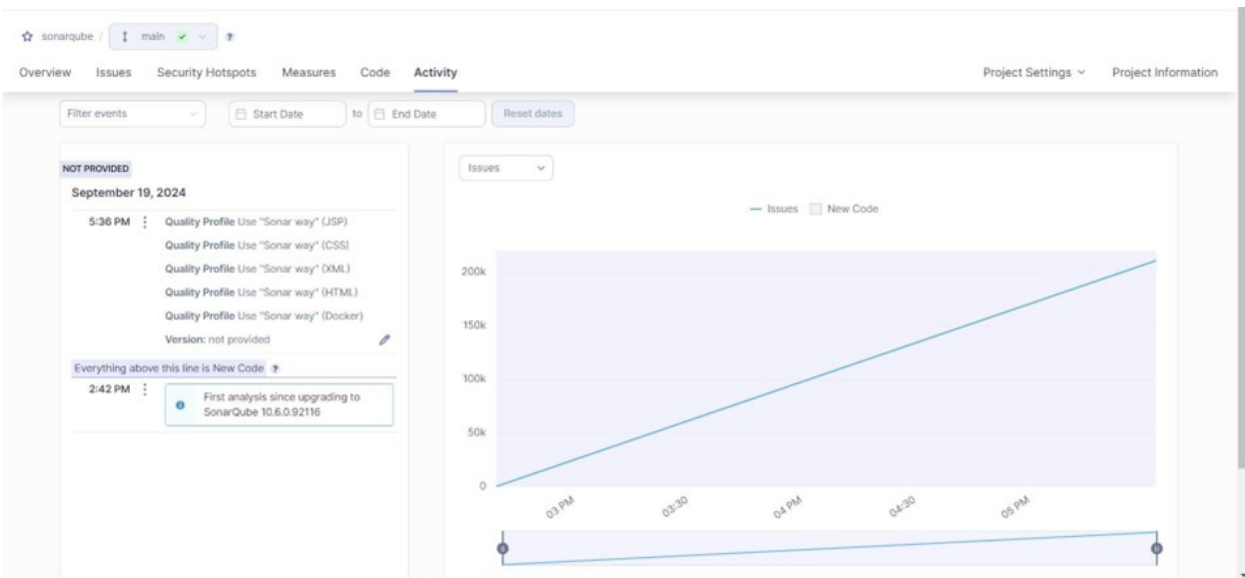 sonarqube / main ?
Overview Issues Security Hotspots Measures Code Activity Project Settings Project Information
Filter events Start Date to End Date Reset dates
NOT PROVIDED
September 19, 2024
5:36 PM Quality Profile Use "Sonar way" (JSP)
Quality Profile Use "Sonar way" (CSS)
Quality Profile Use "Sonar way" (XML)
Quality Profile Use "Sonar way" (HTML)
Quality Profile Use "Sonar way" (Docker)
Version: not provided
Everything above this line is New Code ?
2:42 PM First analysis since upgrading to
SonarQube 10.6.0.92116
Issues
Issues New Code
200k
150k
100k
50k
0
03 PM 03:30 04 PM 04:30 05 PM